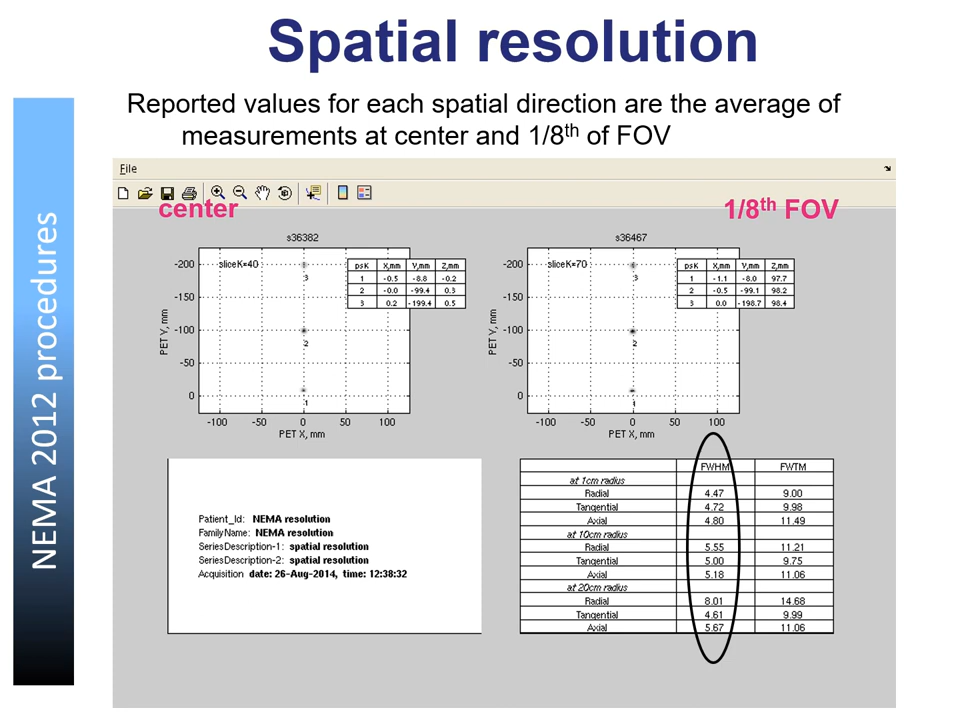 Spatial resolution
Reported values for each spatial direction are the average of
measurements at center and 1/8th of FOV
NEMA 2012 procedures
File
center
1/8th FOV
s36382
sliceK=40
psK X,mm Y,mm Z,mm
1 -0.5 -8.8 -0.2
2 -0.0 -99.4 0.3
3 0.2 -199.4 0.5
-200
-150
-100
-50
0
3
2
1
PET Y, mm
-100 -50 0 50 100
PET X, mm
s36467
sliceK=70
psK X,mm Y,mm Z,mm
1 -1.1 -8.0 97.7
2 -0.5 -99.1 98.2
3 0.0 -198.7 98.4
-200
-150
-100
-50
0
3
2
1
PET Y, mm
-100 -50 0 50 100
PET X, mm
Patient_Id: NEMA resolution
FamilyName: NEMA resolution
SeriesDescription-1: spatial resolution
SeriesDescription-2: spatial resolution
Acquisition date: 26-Aug-2014, time: 12:38:32
FWHM FWTM
at 1cm radius
Radial 4.47 9.00
Tangential 4.72 9.98
Axial 4.80 11.49
at 10cm radius
Radial 5.55 11.21
Tangential 5.00 9.75
Axial 5.18 11.06
at 20cm radius
Radial 8.01 14.68
Tangential 4.61 9.99
Axial 5.67 11.06